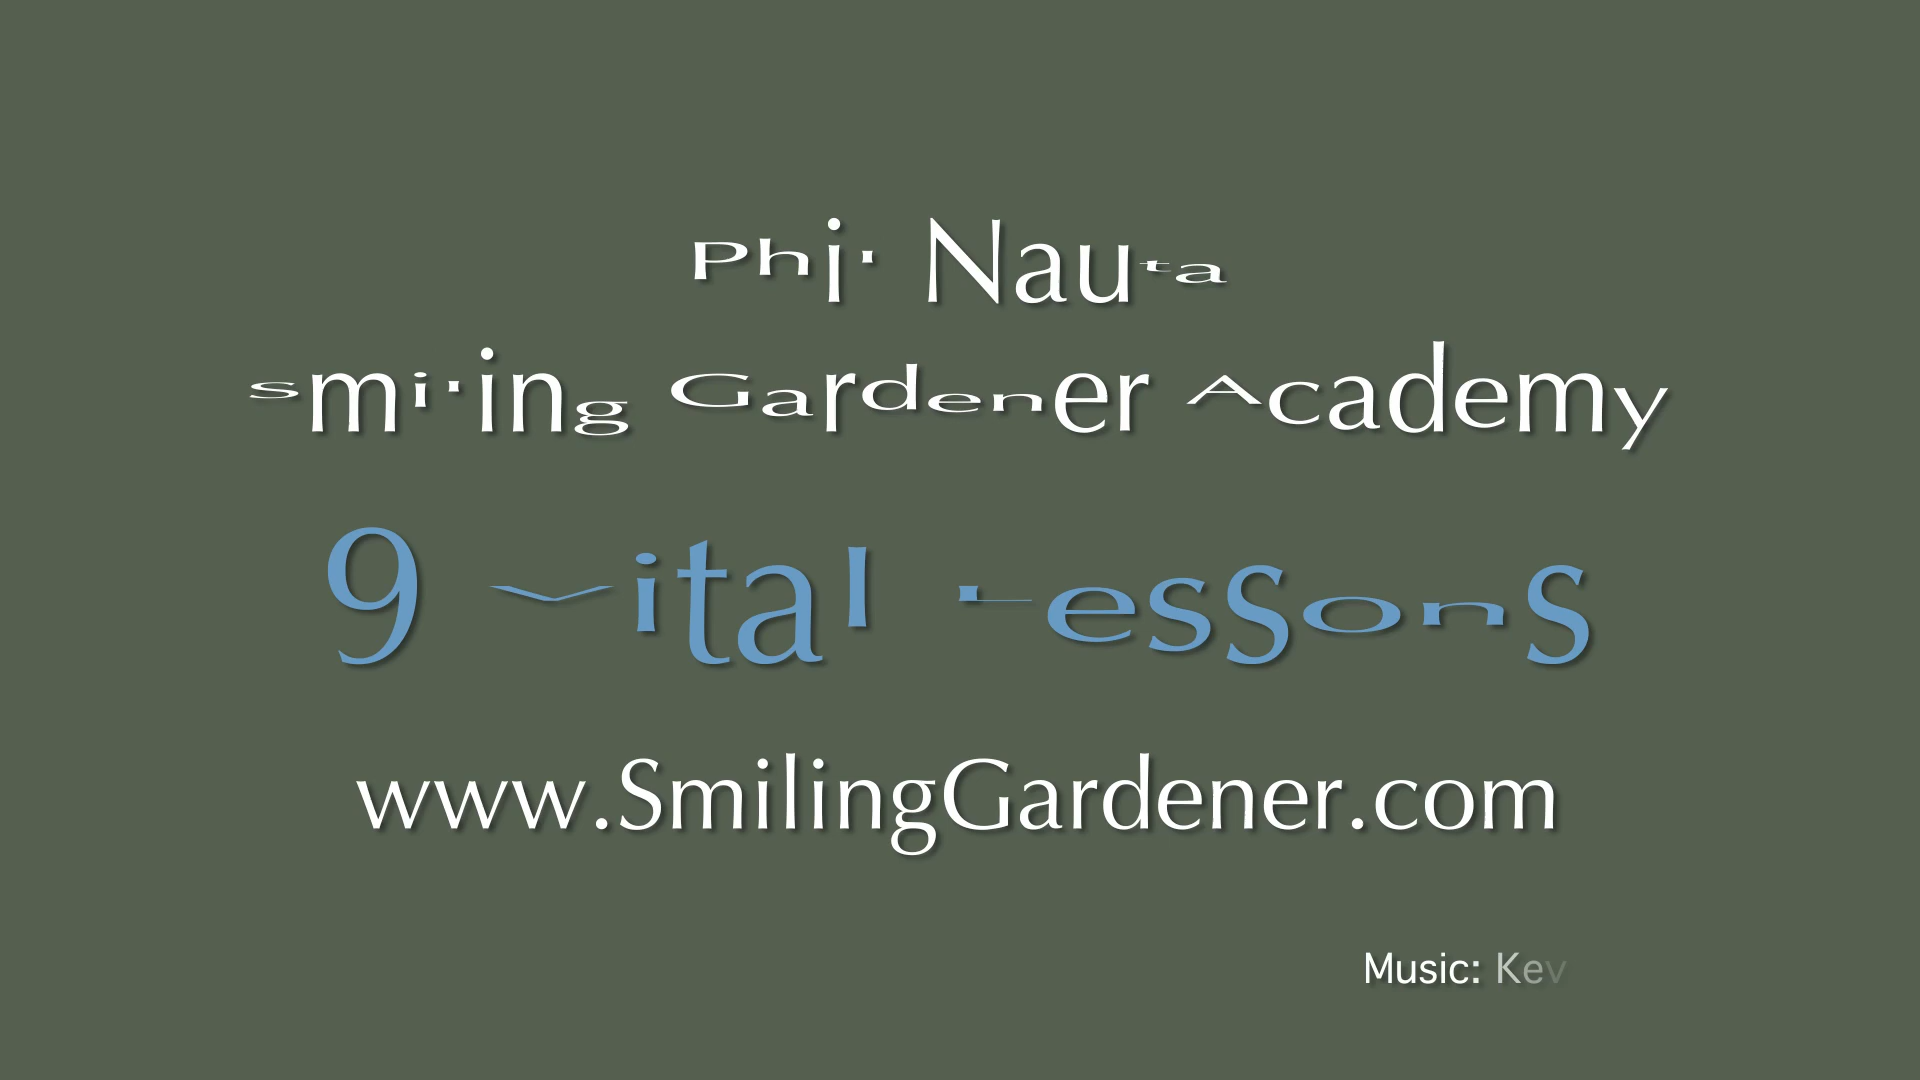 Phil Nauta
Smiling Gardener Academy
9 Vital Lessons
www.SmilingGardener.com
Music: Kev